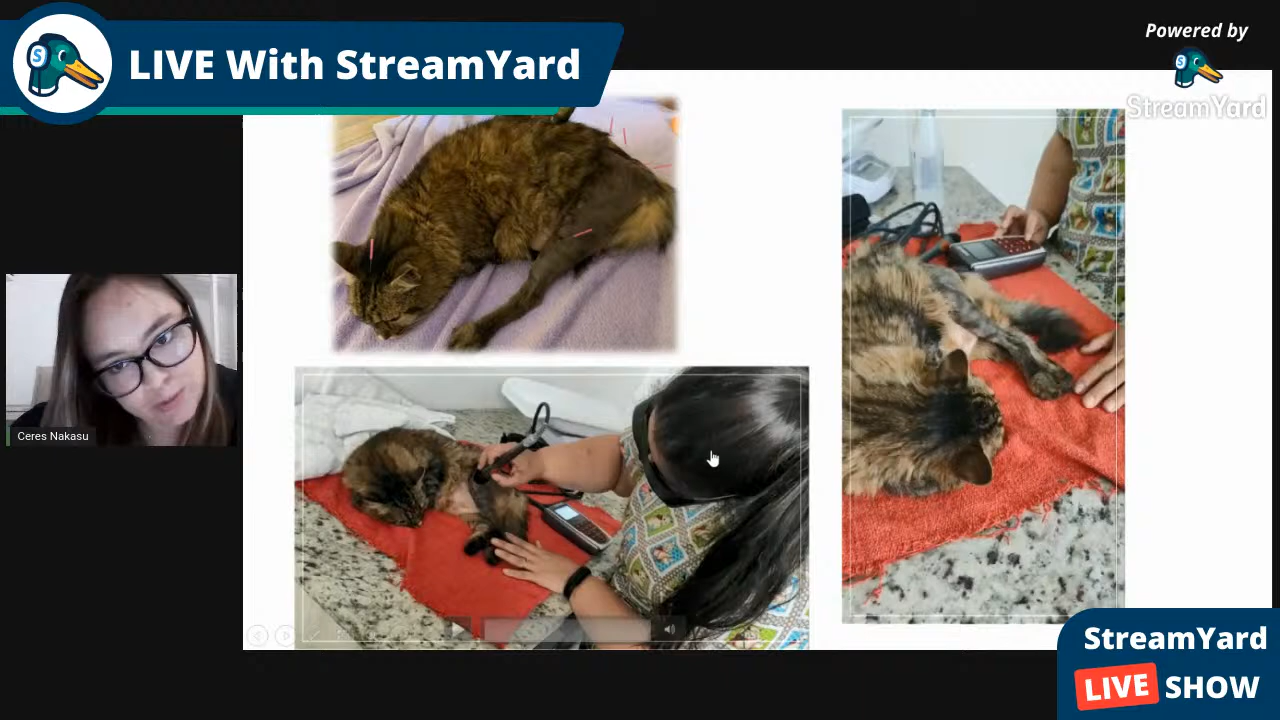 LIVE With StreamYard
Powered by
StreamYard
S
S
Ceres Nakasu
StreamYard
LIVE SHOW